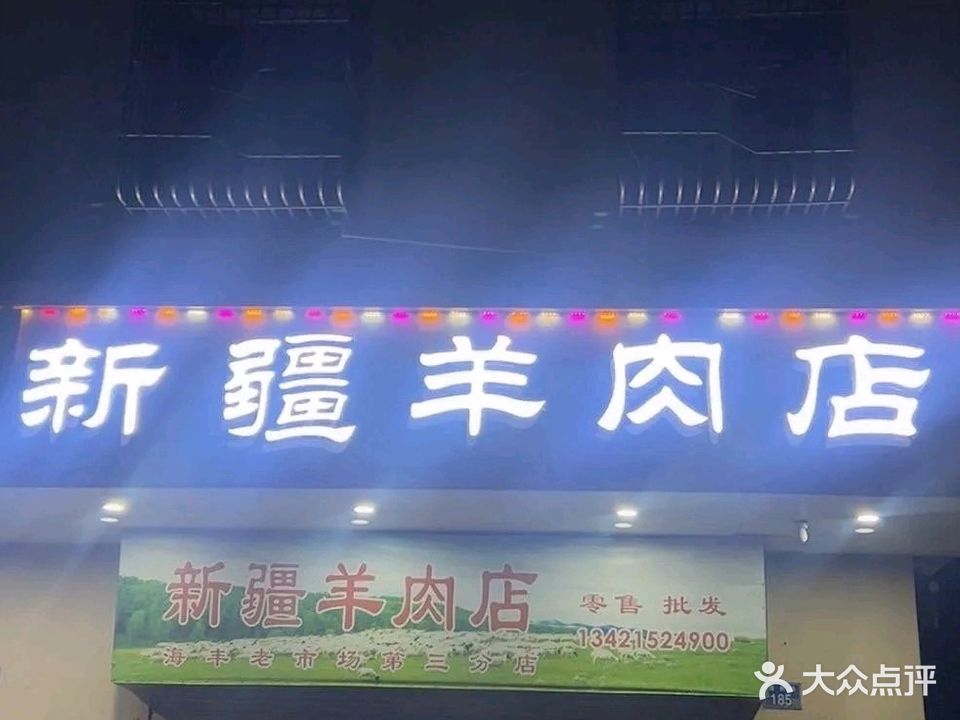 新疆羊肉店
新疆羊肉店
零售 批发
13421524900
海丰老市场第三分店
185
大众点评